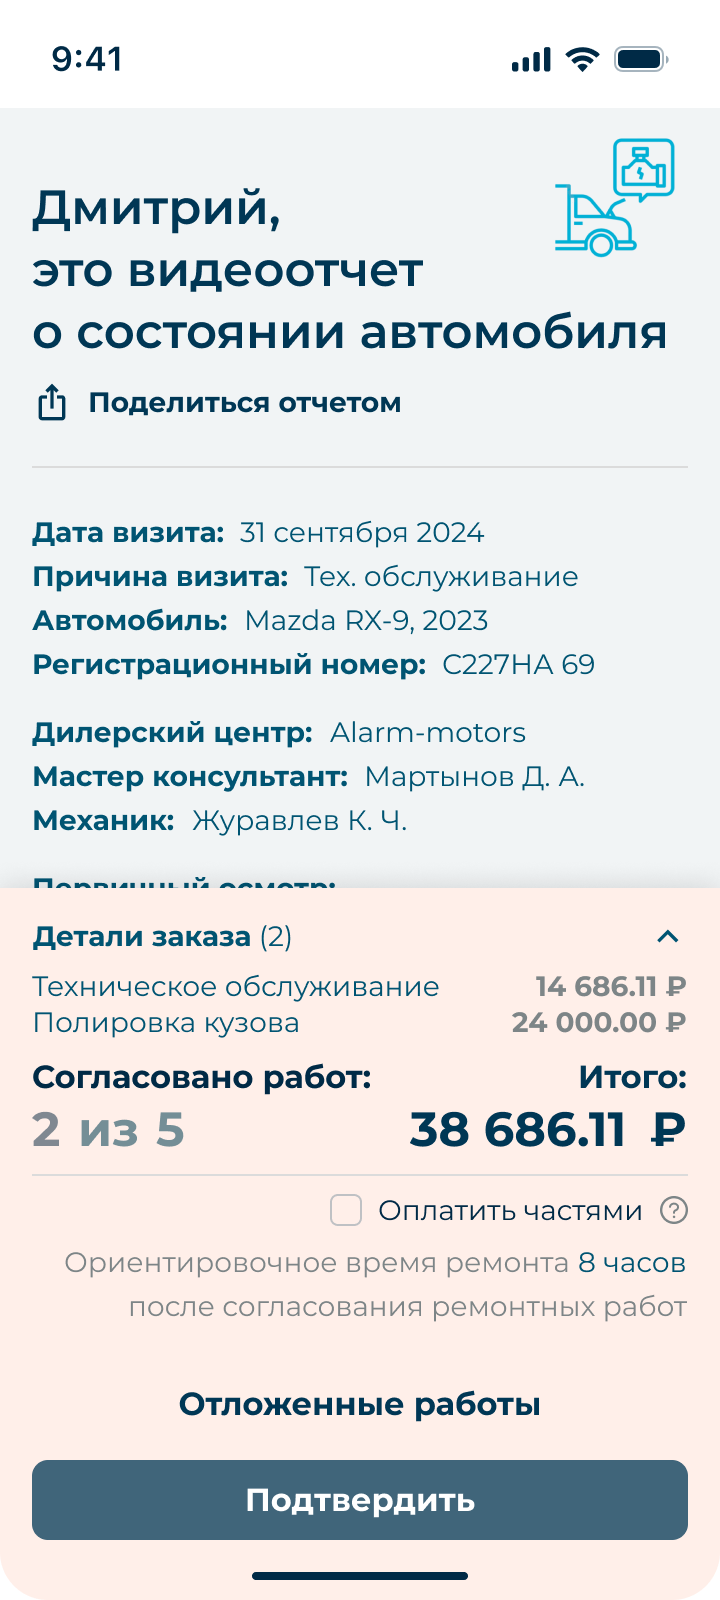 9:41
Дмитрий,
это видеоотчет
о состоянии автомобиля
Поделиться отчетом
Дата визита: 31 сентября 2024
Причина визита: Тех. обслуживание
Автомобиль: Mazda RX-9, 2023
Регистрационный номер: С227НА 69
Дилерский центр: Alarm-motors
Мастер консультант: Мартынов Д. А.
Механик: Журавлев К. Ч.
Первичный осмотр:
Детали заказа (2)
Техническое обслуживание 14 686.11 ₽
Полировка кузова 24 000.00 ₽
Согласовано работ: Итого:
2 из 5 38 686.11 ₽
Оплатить частями ?
Ориентировочное время ремонта 8 часов
после согласования ремонтных работ
Отложенные работы
Подтвердить